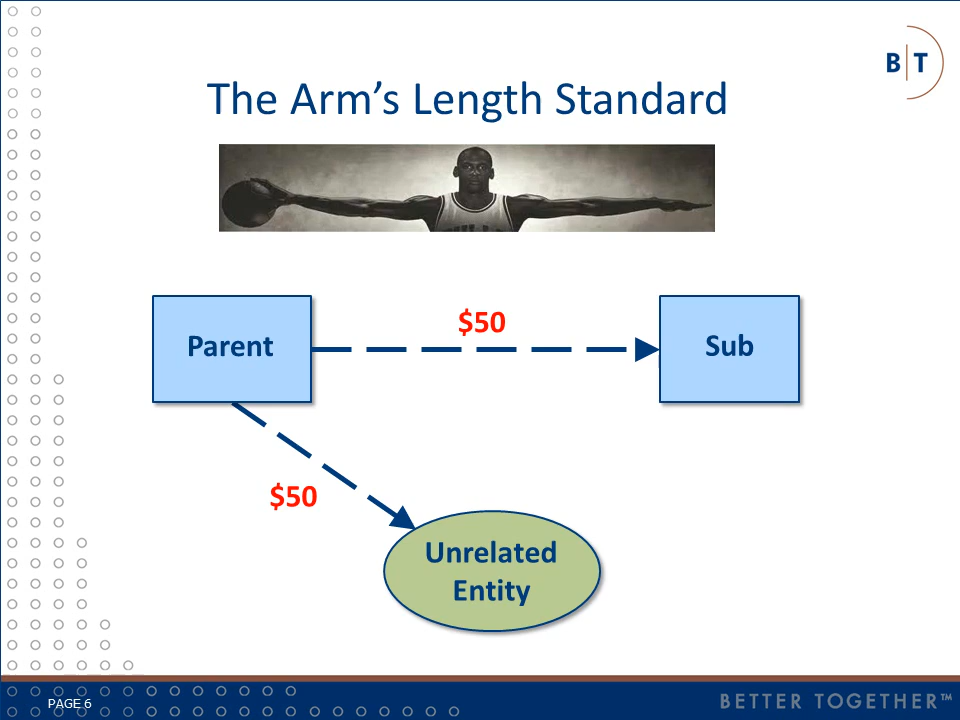 B T
The Arm’s Length Standard
$50
Parent
Sub
$50
Unrelated
Entity
PAGE 6
BETTER TOGETHER™